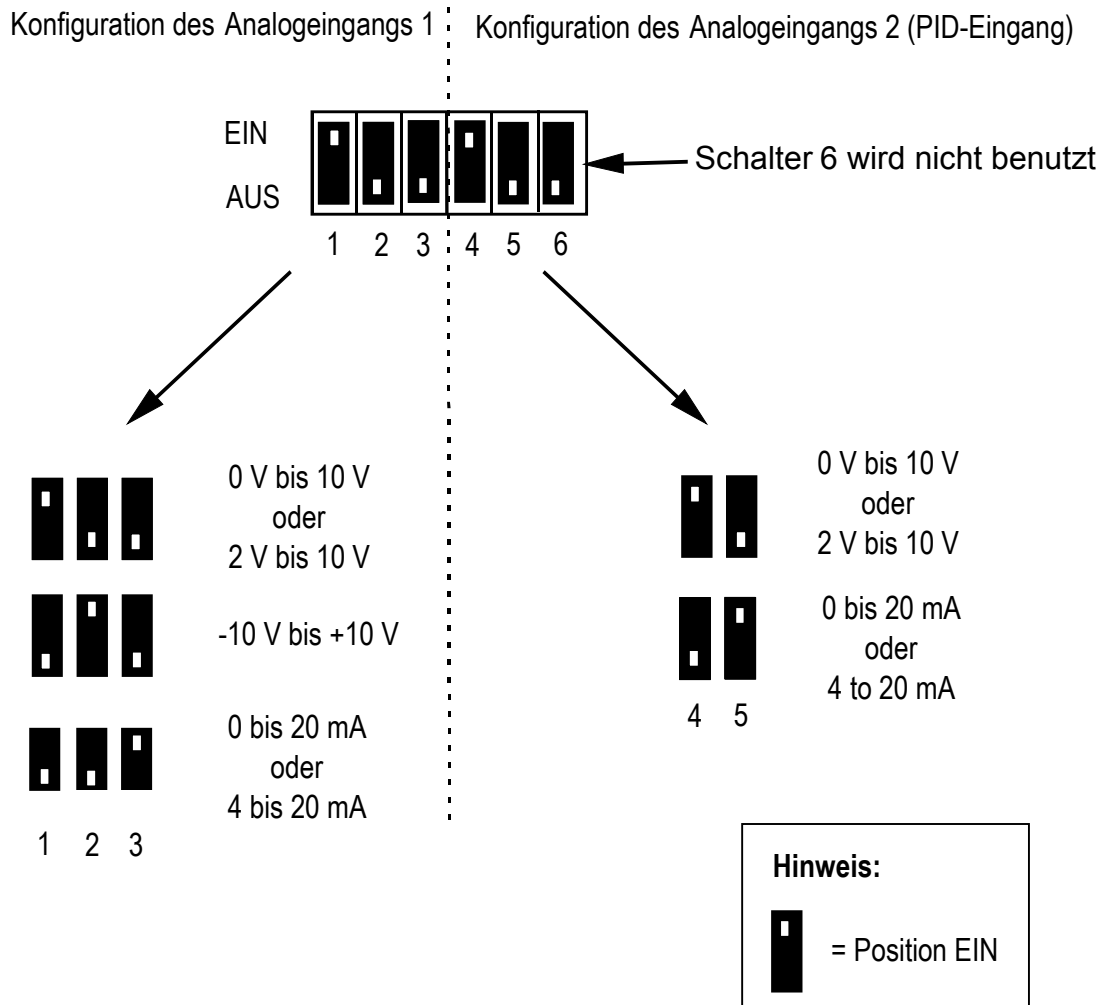 Konfiguration des Analogeingangs 1
Konfiguration des Analogeingangs 2 (PID-Eingang)
EIN
AUS
Schalter 6 wird nicht benutzt
1 2 3 4 5 6
0 V bis 10 V
oder
2 V bis 10 V
-10 V bis +10 V
0 bis 20 mA
oder
4 bis 20 mA
1 2 3
0 V bis 10 V
oder
2 V bis 10 V
0 bis 20 mA
oder
4 to 20 mA
4 5
Hinweis:
= Position EIN